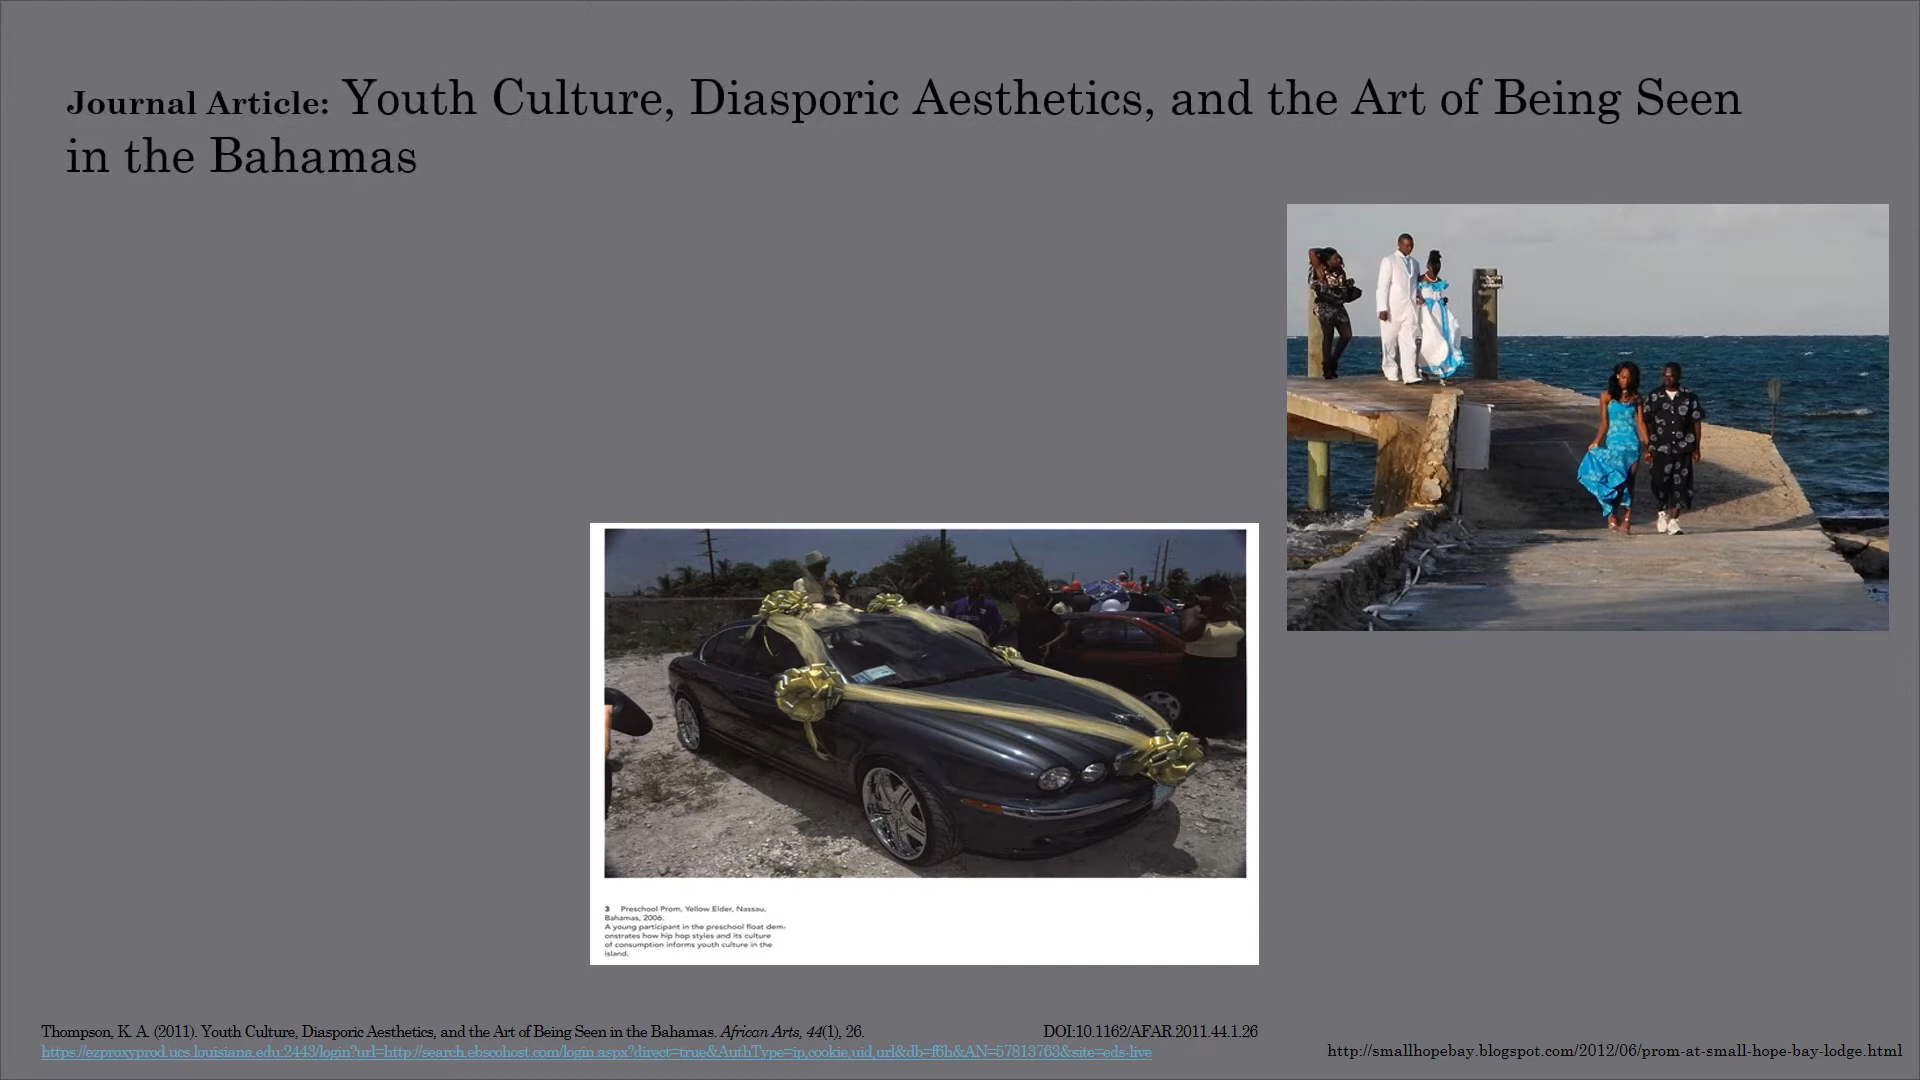 Journal Article: Youth Culture, Diasporic Aesthetics, and the Art of Being Seen
in the Bahamas
3 Preschool Prom, Yellow Elder, Nassau,
Bahamas, 2006.
A young participant in the preschool float dem-
onstrates how hip hop styles and its culture
of consumption informs youth culture in the
island.
Thompson, K. A. (2011). Youth Culture, Diasporic Aesthetics, and the Art of Being Seen in the Bahamas. African Arts, 44(1), 26. DOI:10.1162/AFAR.2011.44.1.26
https://ezproxyprod.ucs.louisiana.edu:2443/login?url=http://search.ebscohost.com/login.aspx?direct=true&AuthType=ip,cookie,uid,url&db=f6h&AN=57813763&site=eds-live
http://smallhopebay.blogspot.com/2012/06/prom-at-small-hope-bay-lodge.html